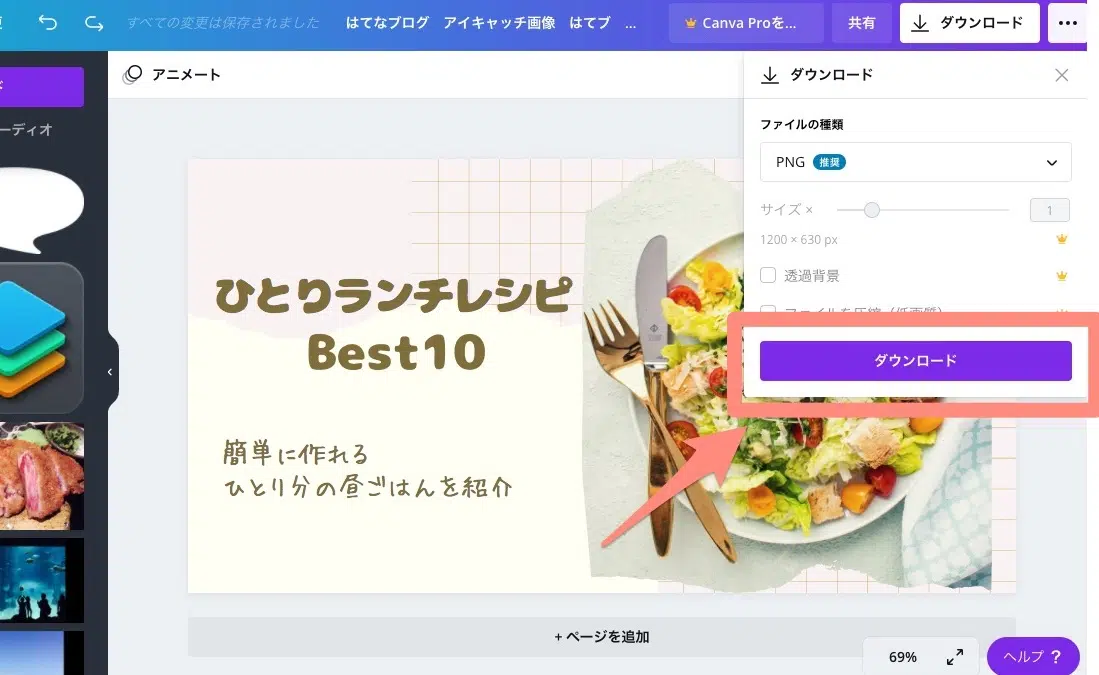 すべての変更は保存されました
はてなブログ アイキャッチ画像 はてブ ...
Canva Proを...
共有
ダウンロード
アニメート
ダウンロード
ーディオ
ファイルの種類
PNG 推奨
サイズ ×
1
1200 × 630 px
透過背景
ファイルを圧縮（低画質）
ダウンロード
ひとりランチレシピ
Best10
簡単に作れる
ひとり分の昼ごはんを紹介
+ ページを追加
69%
ヘルプ ?